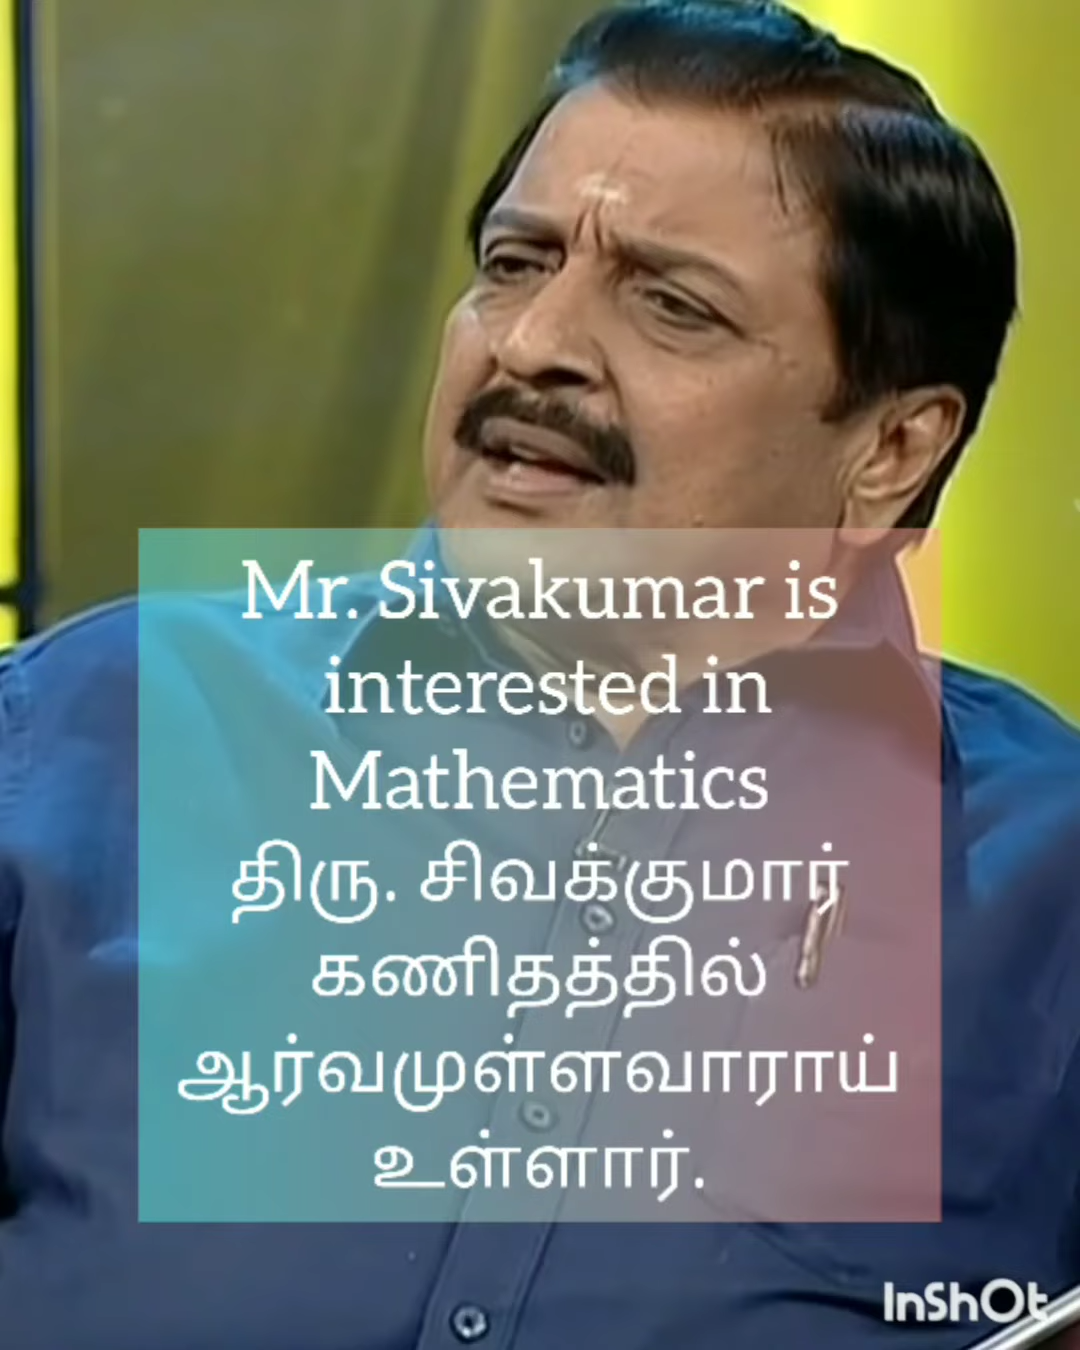 Mr. Sivakumar is
interested in
Mathematics
திரு. சிவக்குமார்
கணிதத்தில்
ஆர்வமுள்ளவாராய்
உள்ளார்.
InShOt